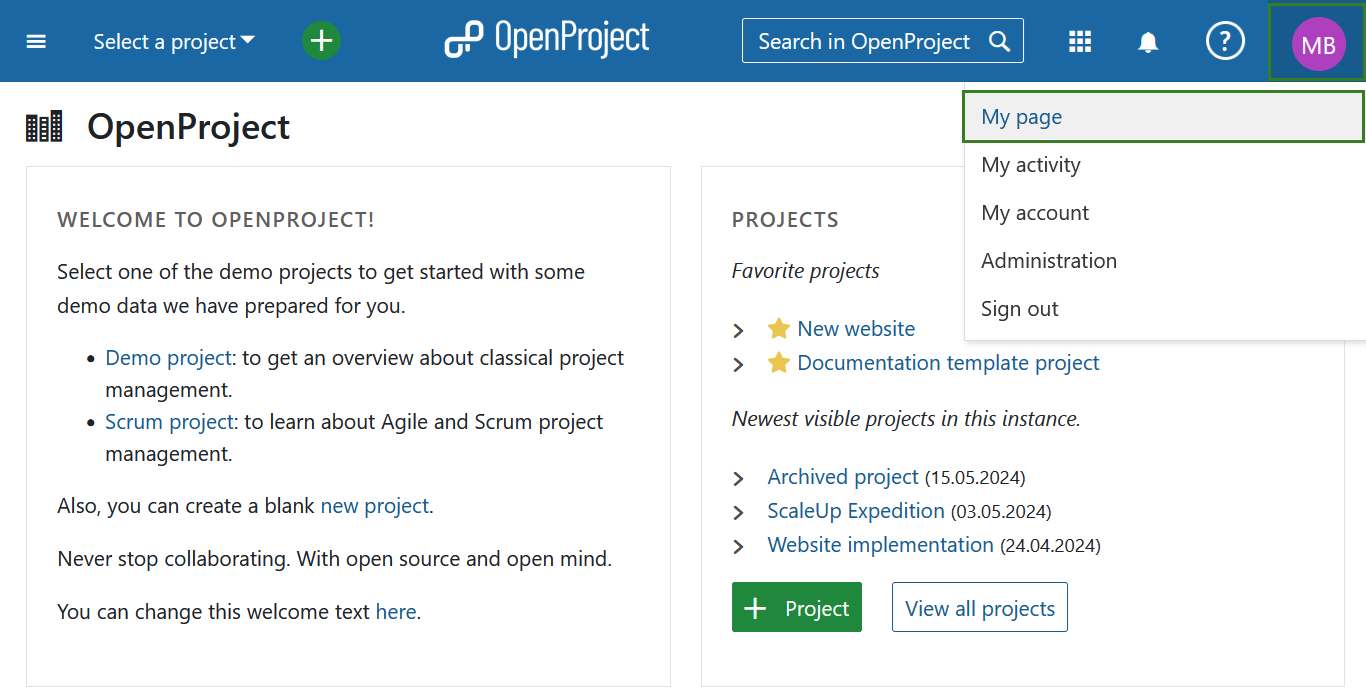 Select a project
OpenProject
Search in OpenProject
?
MB
My page
My activity
My account
Administration
Sign out
OpenProject
WELCOME TO OPENPROJECT!
Select one of the demo projects to get started with some
demo data we have prepared for you.
• Demo project: to get an overview about classical project
management.
• Scrum project: to learn about Agile and Scrum project
management.
Also, you can create a blank new project.
Never stop collaborating. With open source and open mind.
You can change this welcome text here.
PROJECTS
Favorite projects
New website
Documentation template project
Newest visible projects in this instance.
Archived project (15.05.2024)
ScaleUp Expedition (03.05.2024)
Website implementation (24.04.2024)
+ Project
View all projects